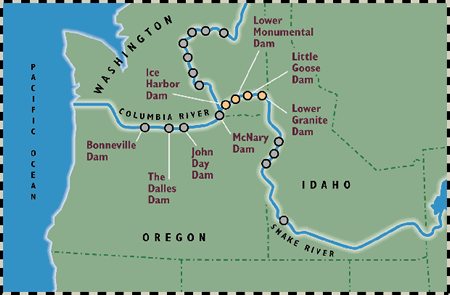 WASHINGTON
Lower
Monumental
Dam
Little
Goose
Dam
Ice
Harbor
Dam
PACIFIC OCEAN
COLUMBIA RIVER
Lower
Granite
Dam
Bonneville
Dam
The
Dalles
Dam
John
Day
Dam
McNary
Dam
IDAHO
OREGON
SNAKE RIVER